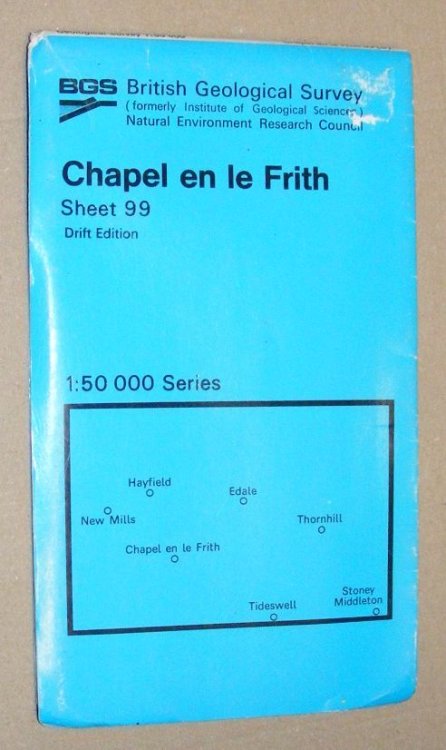 BGS British Geological Survey
(formerly Institute of Geological Sciences)
Natural Environment Research Council
Chapel en le Frith
Sheet 99
Drift Edition
1:50 000 Series
Hayfield
Edale
New Mills
Thornhill
Chapel en le Frith
Stoney
Middleton
Tideswell